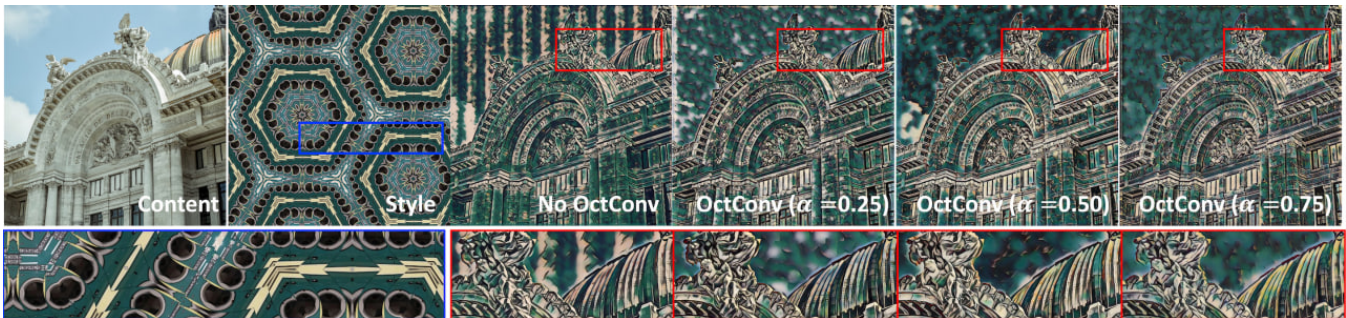 Content
Style
No OctConv
OctConv (α =0.25)
OctConv (α =0.50)
OctConv (α =0.75)